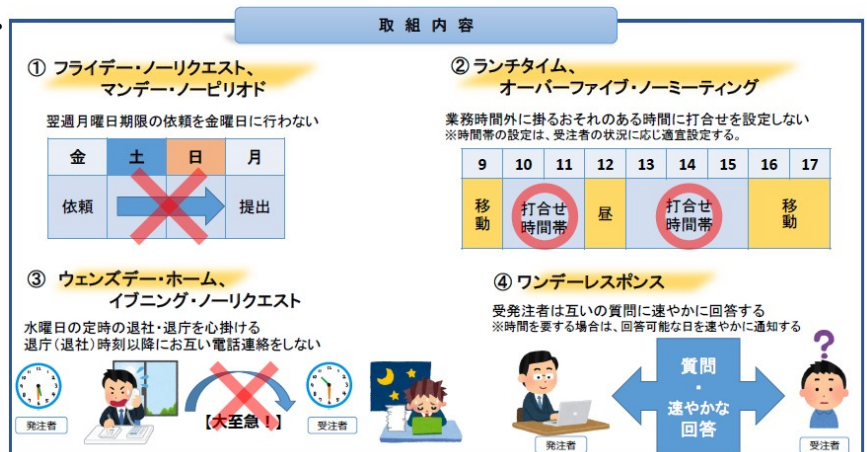 取組内容
① フライデー・ノーリクエスト、
マンデー・ノーピリオド
翌週月曜日期限の依頼を金曜日に行わない
金 土 日 月
依頼 提出
② ランチタイム、
オーバーファイブ・ノーミーティング
業務時間外に掛るおそれのある時間に打合せを設定しない
※時間帯の設定は、受注者の状況に応じ適宜設定する。
9 10 11 12 13 14 15 16 17
移動 打合せ時間帯 昼 打合せ時間帯 移動
③ ウェンズデー・ホーム、
イブニング・ノーリクエスト
水曜日の定時の退社・退庁を心掛ける
退庁(退社)時刻以降にお互い電話連絡をしない
発注者
【大至急!】
受注者
④ ワンデーレスポンス
受発注者は互いの質問に速やかに回答する
※時間を要する場合は、回答可能な日を速やかに通知する
質問
・
速やかな
回答
?
発注者
受注者